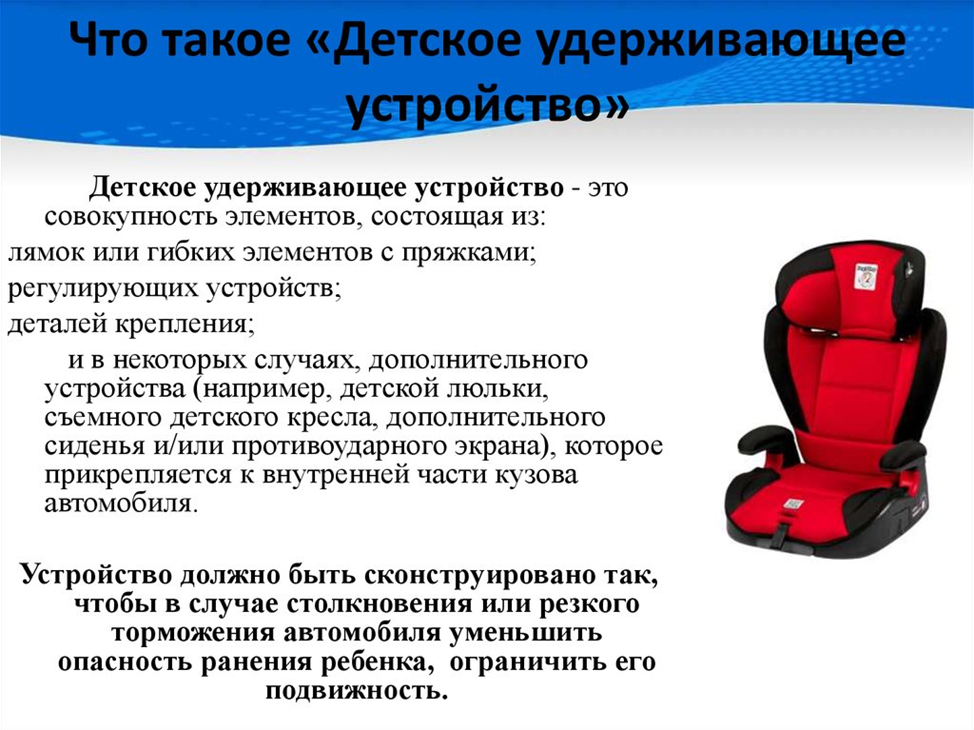 Что такое «Детское удерживающее
устройство»
Детское удерживающее устройство - это
совокупность элементов, состоящая из:
лямок или гибких элементов с пряжками;
регулирующих устройств;
деталей крепления;
и в некоторых случаях, дополнительного
устройства (например, детской люльки,
съемного детского кресла, дополнительного
сиденья и/или противоударного экрана), которое
прикрепляется к внутренней части кузова
автомобиля.
Устройство должно быть сконструировано так,
чтобы в случае столкновения или резкого
торможения автомобиля уменьшить
опасность ранения ребенка, ограничить его
подвижность.